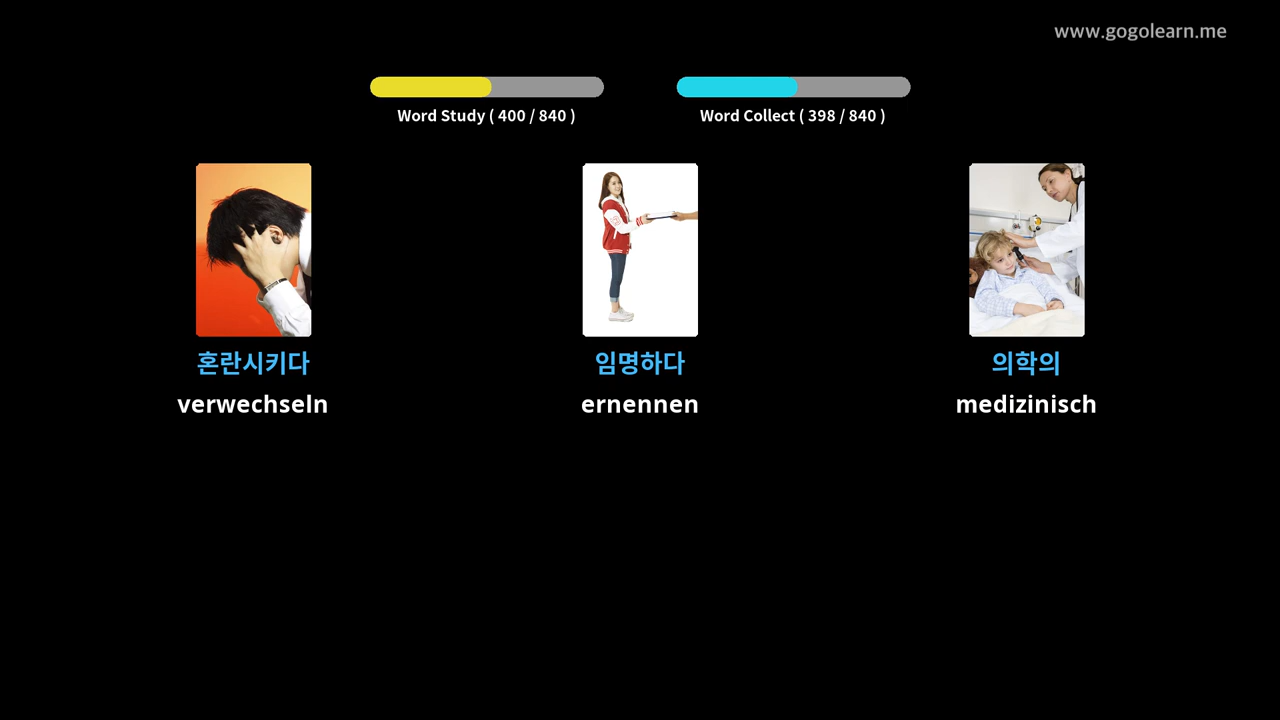 www.gogolearn.me
Word Study ( 400 / 840 )
Word Collect ( 398 / 840 )
혼란시키다
임명하다
의학의
verwechseln
ernennen
medizinisch